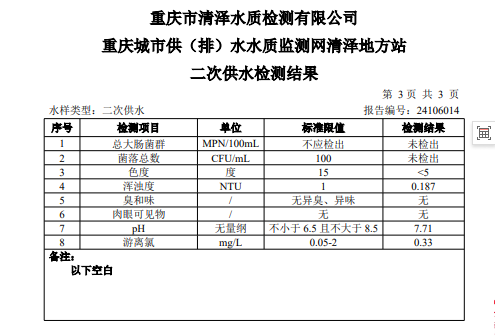 重庆市清泽水质检测有限公司
重庆城市供（排）水水质监测网清泽地方站
二次供水检测结果
第 3 页 共 3 页
水样类型：二次供水 报告编号：24106014
序号 检测项目 单位 标准限值 检测结果
1 总大肠菌群 MPN/100mL 不应检出 未检出
2 菌落总数 CFU/mL 100 未检出
3 色度 度 15 <5
4 浑浊度 NTU 1 0.187
5 臭和味 / 无异臭、异味 无
6 肉眼可见物 / 无 无
7 pH 无量纲 不小于 6.5 且不大于 8.5 7.71
8 游离氯 mg/L 0.05-2 0.33
备注：
以下空白